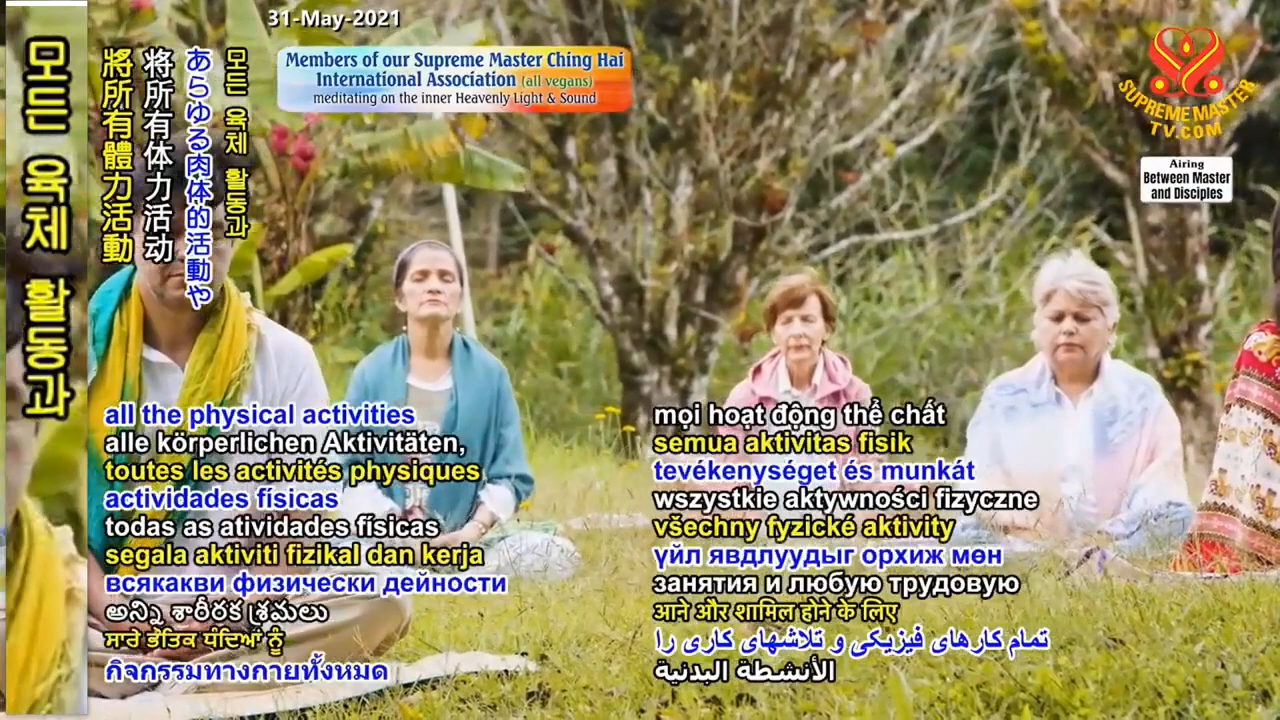 31-May-2021
Members of our Supreme Master Ching Hai
International Association (all vegans)
meditating on the inner Heavenly Light & Sound
SUPREME MASTER
TV.COM
Airing
Between Master
and Disciples
모든 육체 활동과
將所有體力活動
将所有体力活动
あらゆる肉体的活動や
모든 육체 활동과
all the physical activities
alle körperlichen Aktivitäten,
toutes les activités physiques
actividades físicas
todas as atividades físicas
segala aktiviti fizikal dan kerja
всякакви физически дейности
అన్ని శారీరక శ్రమలు
ਸਾਰੇ ਭੌਤਿਕ ਧੰਦਿਆਂ ਨੂੰ
กิจกรรมทางกายทั้งหมด
mọi hoạt động thể chất
semua aktivitas fisik
tevékenységet és munkát
wszystkie aktywności fizyczne
všechny fyzické aktivity
үйл явдлуудыг орхиж мөн
занятия и любую трудовую
आने और शामिल होने के लिए
تمام کارهای فیزیکی و تلاشهای کاری را
الأنشطة البدنية